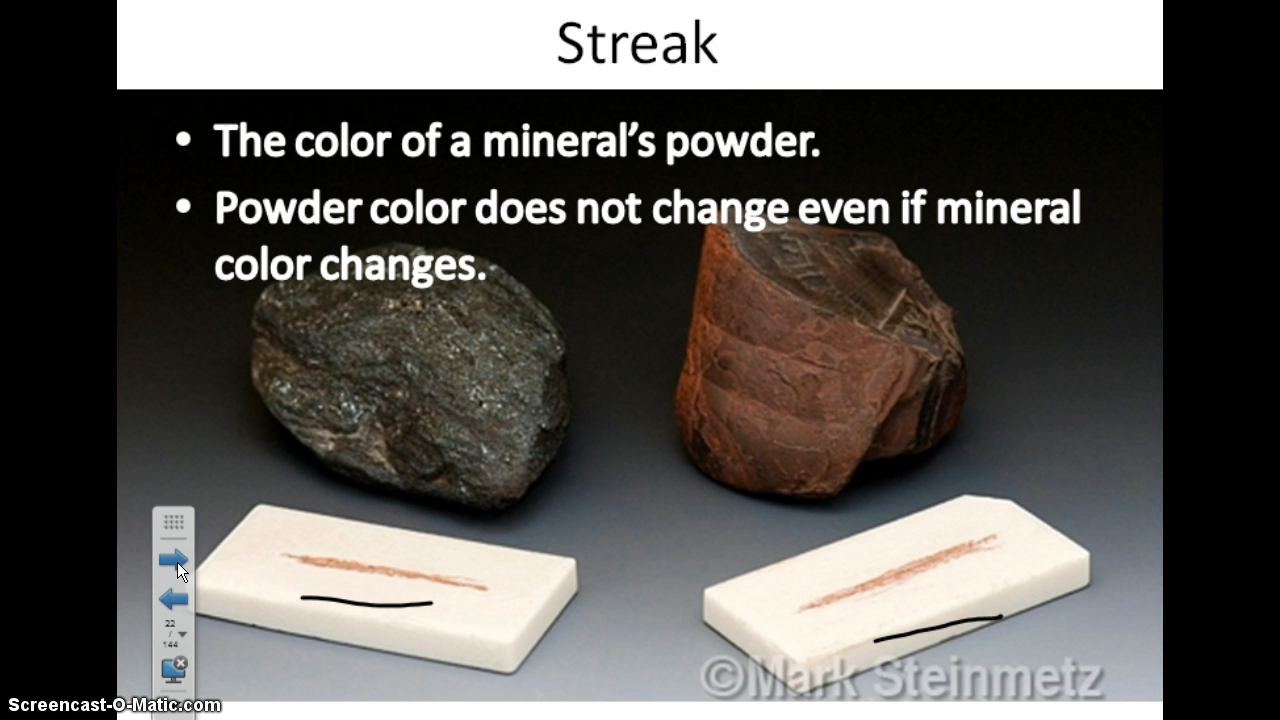 Streak
• The color of a mineral's powder.
• Powder color does not change even if mineral
color changes.
22
/
144
©Mark Steinmetz
Screencast-O-Matic.com